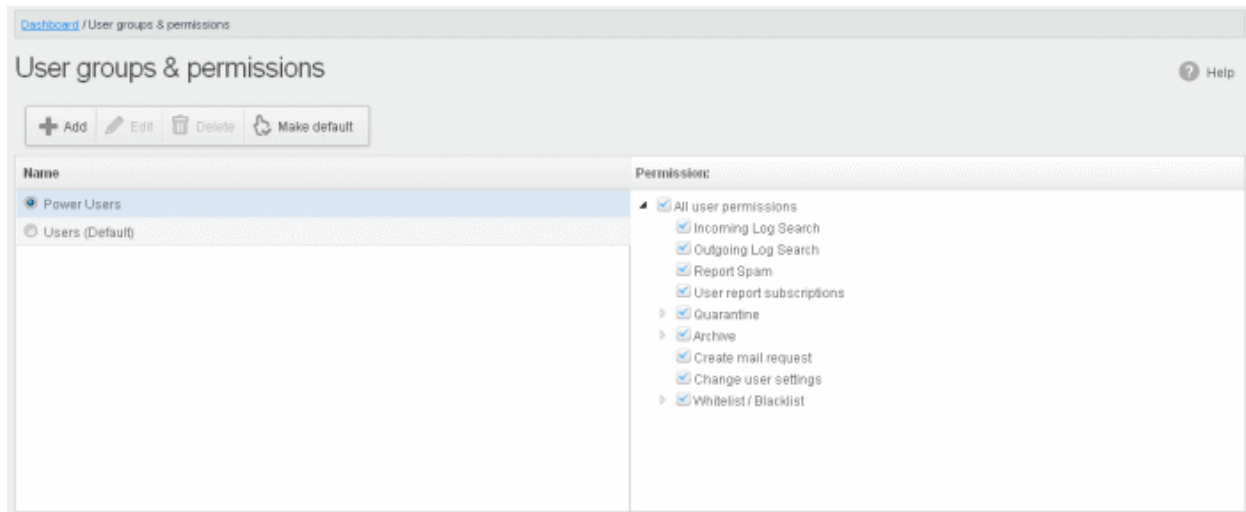 Dashboard / User groups & permissions
User groups & permissions
Help
Add Edit Delete Make default
Name
Permission:
Power Users
Users (Default)
All user permissions
Incoming Log Search
Outgoing Log Search
Report Spam
User report subscriptions
Quarantine
Archive
Create mail request
Change user settings
Whitelist / Blacklist